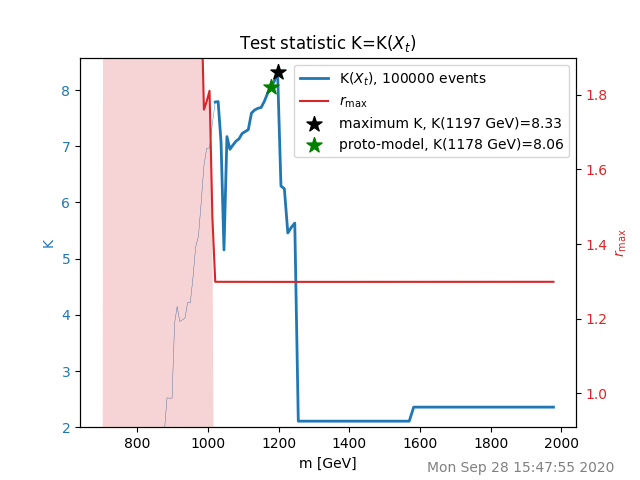 Test statistic K=K(Xₜ)
K(Xₜ), 100000 events
r_max
maximum K, K(1197 GeV)=8.33
proto-model, K(1178 GeV)=8.06
K
8
7
6
5
4
3
2
1.8
1.6
1.4
1.2
1.0
r_max
800 1000 1200 1400 1600 1800 2000
m [GeV]
Mon Sep 28 15:47:55 2020